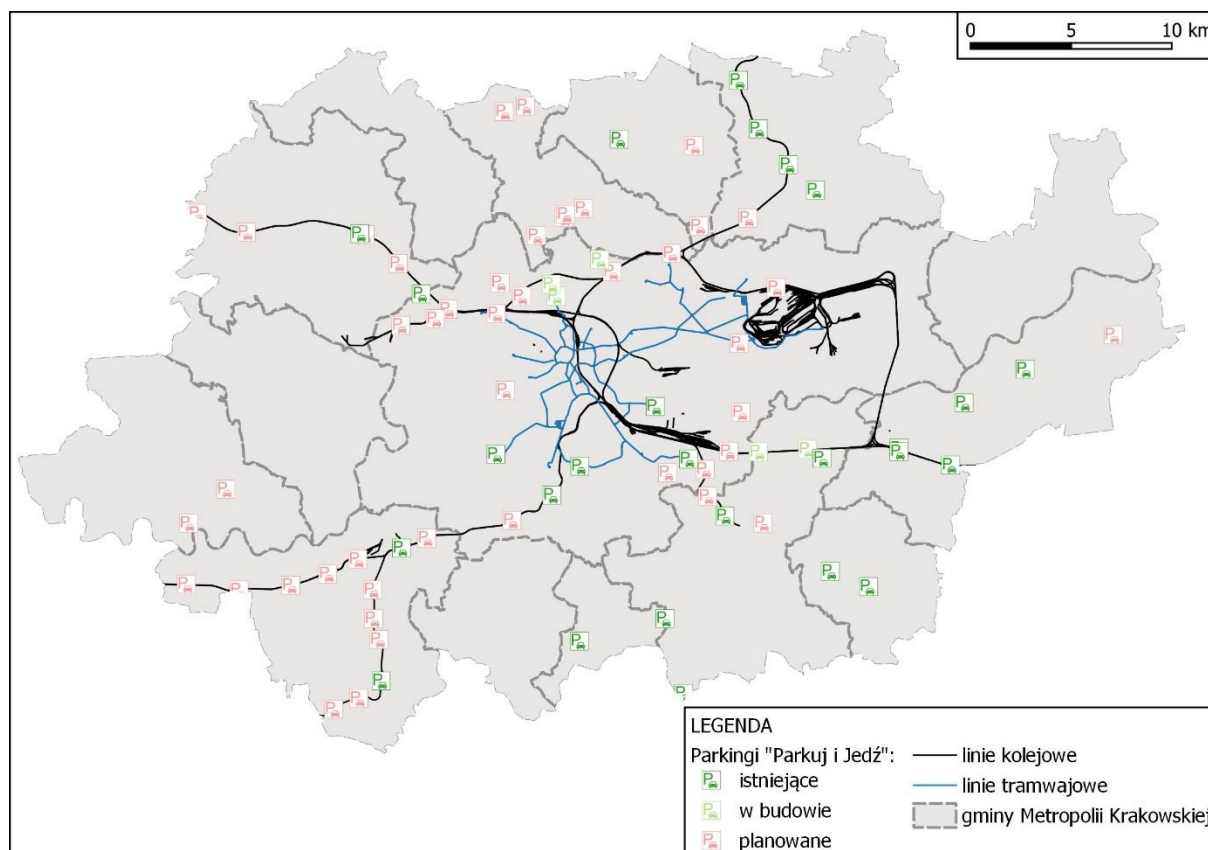 0 5 10 km
LEGENDA
Parkingi "Parkuj i Jedź":
istniejące
w budowie
planowane
linie kolejowe
linie tramwajowe
gminy Metropolii Krakowskiej